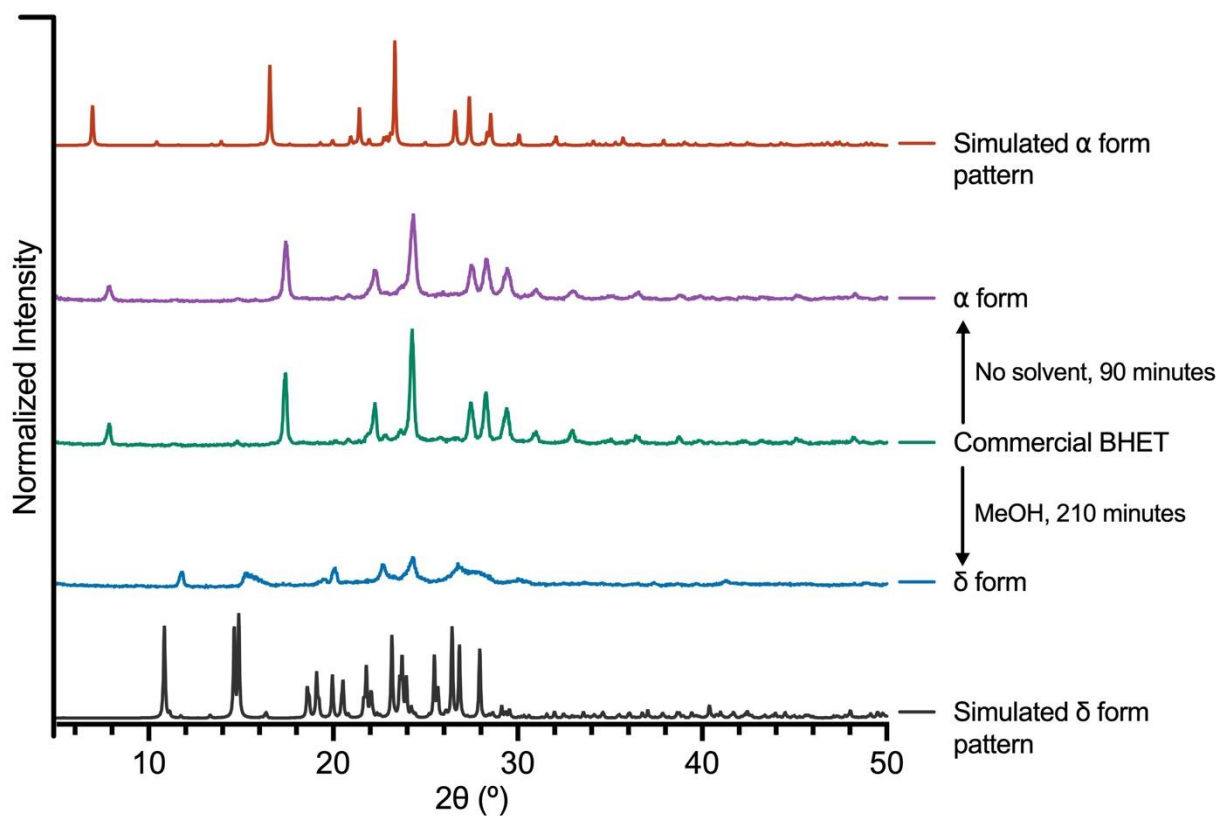 Normalized Intensity
Simulated α form
pattern
α form
No solvent, 90 minutes
Commercial BHET
MeOH, 210 minutes
δ form
Simulated δ form
pattern
10 20 30 40 50
2θ (º)